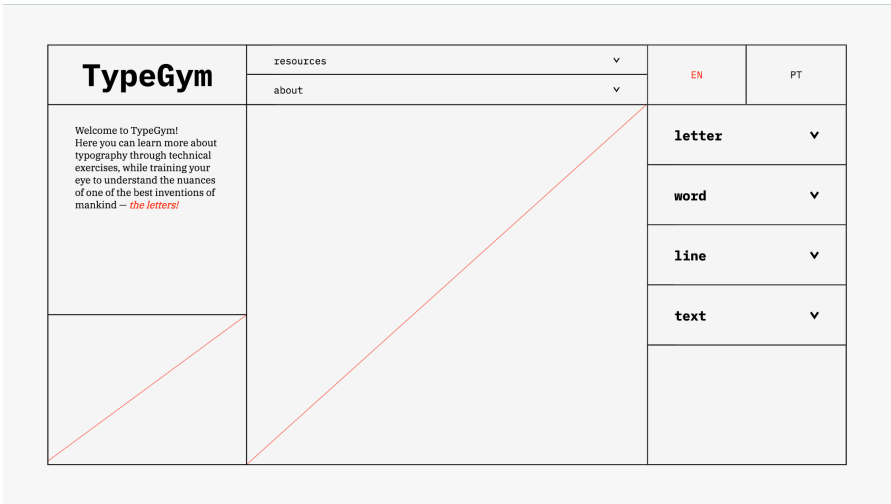 TypeGym
resources
about
EN
PT
Welcome to TypeGym!
Here you can learn more about
typography through technical
exercises, while training your
eye to understand the nuances
of one of the best inventions of
mankind — the letters!
letter
word
line
text